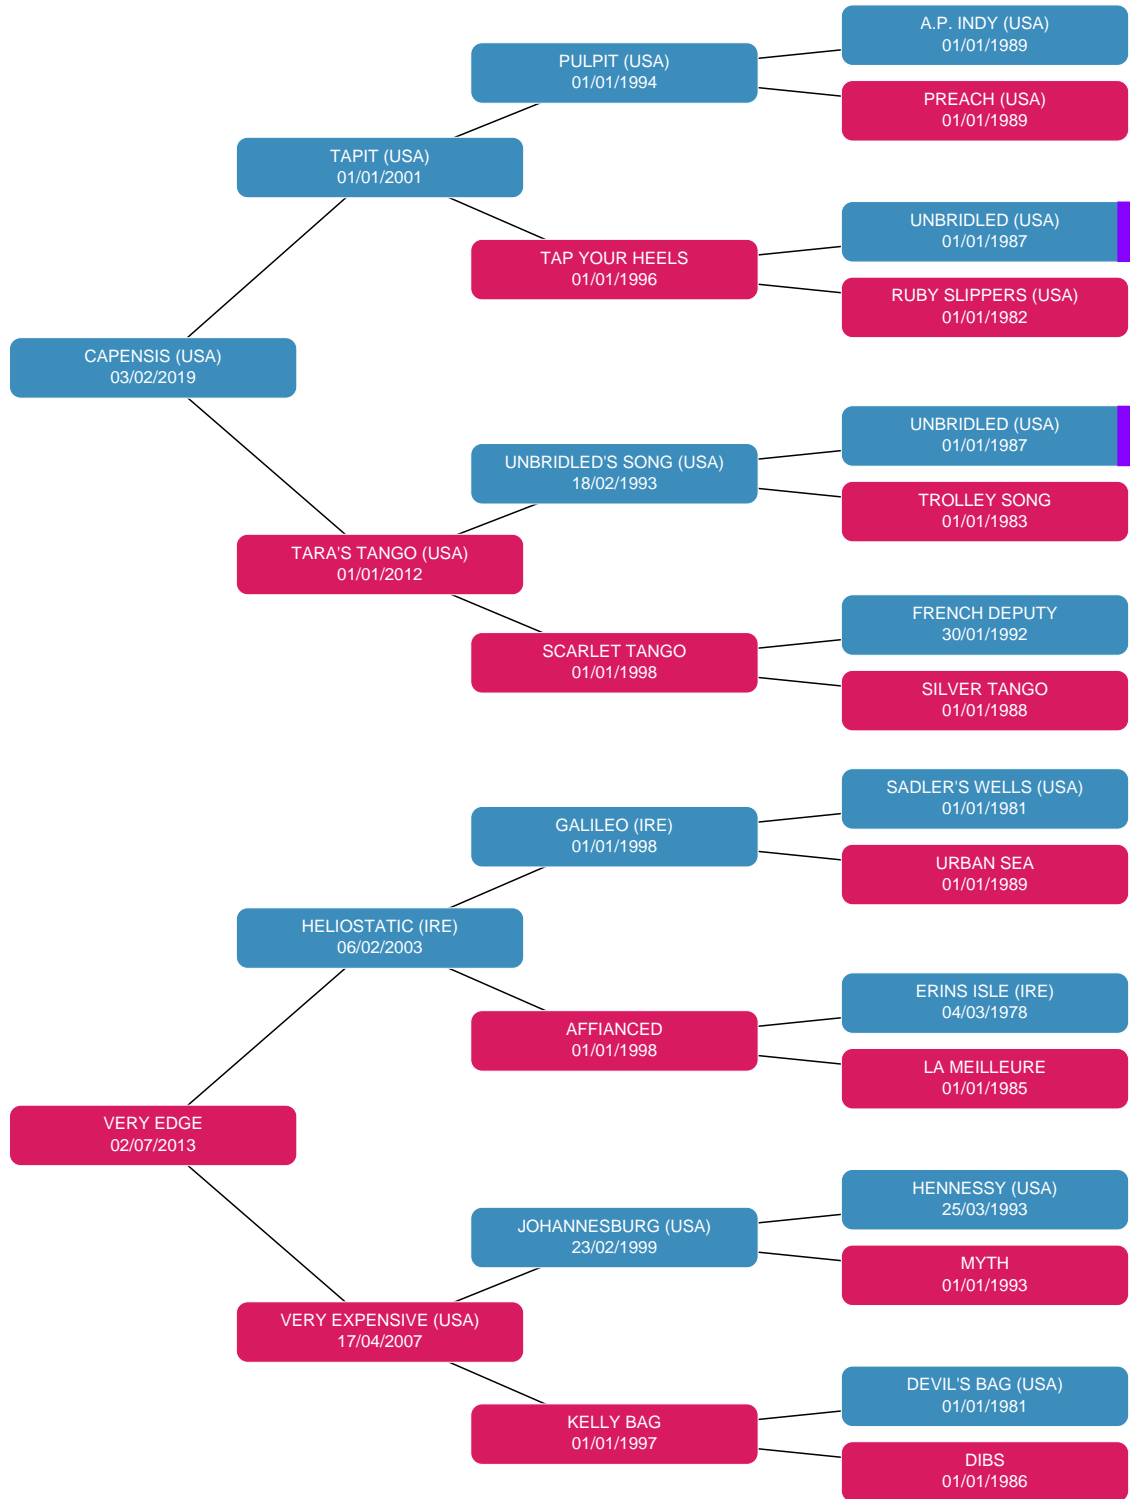 A.P. INDY (USA)
01/01/1989
PULPIT (USA)
01/01/1994
PREACH (USA)
01/01/1989
TAPIT (USA)
01/01/2001
UNBRIDLED (USA)
01/01/1987
TAP YOUR HEELS
01/01/1996
RUBY SLIPPERS (USA)
01/01/1982
CAPENSIS (USA)
03/02/2019
UNBRIDLED (USA)
01/01/1987
UNBRIDLED'S SONG (USA)
18/02/1993
TROLLEY SONG
01/01/1983
TARA'S TANGO (USA)
01/01/2012
FRENCH DEPUTY
30/01/1992
SCARLET TANGO
01/01/1998
SILVER TANGO
01/01/1988
SADLER'S WELLS (USA)
01/01/1981
GALILEO (IRE)
01/01/1998
URBAN SEA
01/01/1989
HELIOSTATIC (IRE)
06/02/2003
ERINS ISLE (IRE)
04/03/1978
AFFIANCED
01/01/1998
LA MEILLEURE
01/01/1985
VERY EDGE
02/07/2013
HENNESSY (USA)
25/03/1993
JOHANNESBURG (USA)
23/02/1999
MYTH
01/01/1993
VERY EXPENSIVE (USA)
17/04/2007
DEVIL'S BAG (USA)
01/01/1981
KELLY BAG
01/01/1997
DIBS
01/01/1986